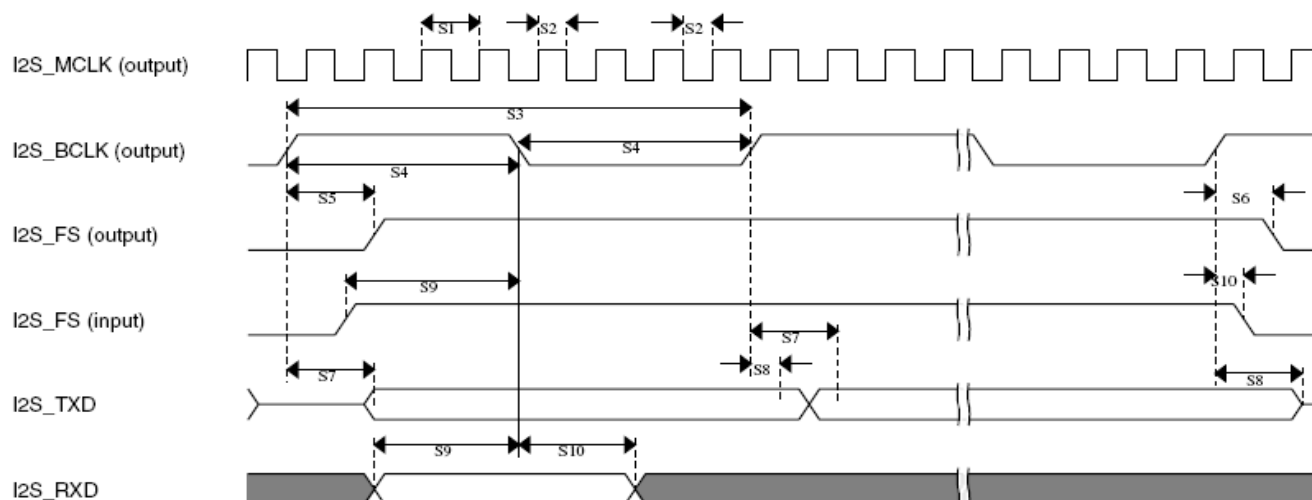 S1 S2 S2
I2S_MCLK (output)
S3
I2S_BCLK (output)
S4
S4
S5 S6
I2S_FS (output)
S9 S10
I2S_FS (input)
S7
S7 S8 S8
I2S_TXD
S9 S10
I2S_RXD